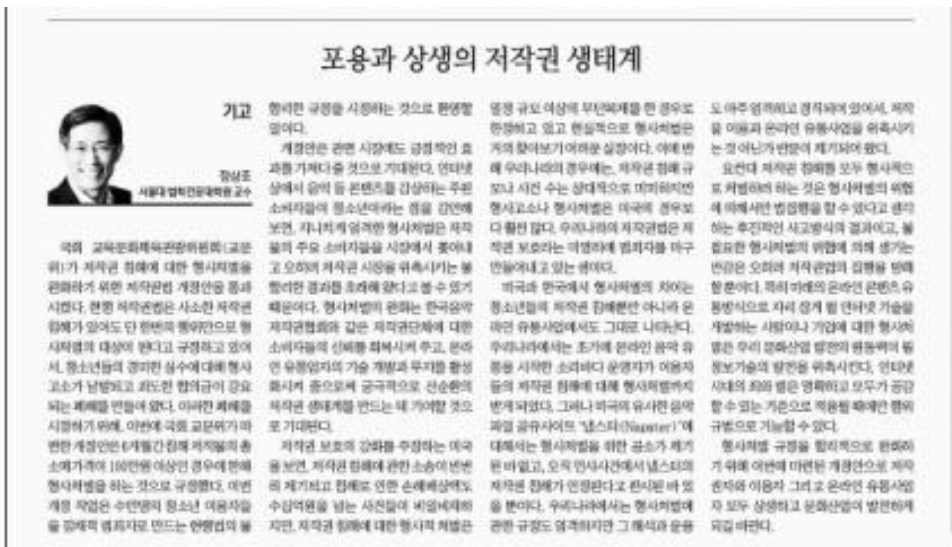 포용과 상생의 저작권 생태계
기고
정상조
서울대 법학전문대학원 교수
국회 교육문화체육관광위원회(교문
위)가 저작권 침해에 대한 형사처벌을
완화하기 위한 저작권법 개정안을 통과
시켰다. 현행 저작권법은 사소한 저작권
침해가 있어도 단 한번의 행위만으로 형
사처벌의 대상이 된다고 규정하고 있어
서, 청소년들의 경미한 실수에 대해 형사
고소가 남발되고 과도한 합의금이 강요
되는 폐해를 만들어 왔다. 이러한 폐해를
시정하기 위해, 이번에 국회 교문위가 마
련한 개정안은 6개월간 침해 저작물의 총
소매가격이 100만원 이상인 경우에 한해
형사처벌을 하는 것으로 규정했다. 이번
개정 작업은 수만명의 청소년 이용자들
을 잠재적 범죄자로 만드는 현행법의 불
합리한 규정을 시정하는 것으로 환영할
일이다.
개정안은 관련 시장에도 긍정적인 효
과를 가져다 줄 것으로 기대된다. 인터넷
상에서 음악 등 콘텐츠를 감상하는 주된
소비자들이 청소년이라는 점을 감안해
보면, 지나치게 엄격한 형사처벌은 저작
물의 주요 소비자들을 시장에서 쫓아내
고 오히려 저작권 시장을 위축시키는 불
합리한 결과를 초래해 왔다고 볼 수 있기
때문이다. 형사처벌의 완화는 한국음악
저작권협회와 같은 저작권단체에 대한
소비자들의 신뢰를 회복시켜 주고, 온라
인 유통업자의 기술 개발과 투자를 활성
화시켜 줌으로써 궁극적으로 선순환의
저작권 생태계를 만드는 데 기여할 것으
로 기대된다.
저작권 보호의 강화를 주장하는 미국
을 보면, 저작권 침해에 관한 소송이 빈번
히 제기되고 침해로 인한 손해배상액도
수십억원을 넘는 사건들이 비일비재하
지만, 저작권 침해에 대한 형사적 처벌은
일정 규모 이상의 무단복제를 한 경우로
한정하고 있고 현실적으로 형사처벌은
거의 찾아보기 어려운 실정이다. 이에 반
해 우리나라의 경우에는, 저작권 침해 규
모나 사건 수는 상대적으로 미미하지만
형사고소나 형사처벌은 미국의 경우보
다 훨씬 많다. 우리나라의 저작권법은 저
작권 보호라는 미명하에 범죄자를 마구
만들어내고 있는 셈이다.
미국과 한국에서 형사처벌의 차이는
청소년들의 저작권 침해뿐만 아니라 온
라인 유통사업에서도 그대로 나타난다.
우리나라에서는 초기에 온라인 음악 유
통을 시작한 소리바다 운영자가 이용자
들의 저작권 침해에 대해 형사처벌까지
받게 되었다. 그러나 미국의 유사한 음악
파일 공유사이트 ‘냅스터(Napster)’에
대해서는 형사처벌을 위한 공소가 제기
된 바 없고, 오직 민사사건에서 냅스터의
저작권 침해가 인정된다고 판시된 바 있
을 뿐이다. 우리나라에서는 형사처벌에
관한 규정도 엄격하지만 그 해석과 운용
도 아주 엄격하고 경직되어 있어서, 저작
물 이용과 온라인 유통사업을 위축시키
는 것 아닌가 반문이 제기되어 왔다.
요컨대 저작권 침해를 모두 형사적으
로 처벌하려 하는 것은 형사처벌의 위협
에 의해서만 법집행을 할 수 있다고 생각
하는 후진적인 사고방식의 결과이고, 불
필요한 형사처벌의 위협에 의해 생기는
반감은 오히려 저작권법의 집행을 방해
할 뿐이다. 특히 미래의 온라인 콘텐츠 유
통방식으로 자리 잡게 될 인터넷 기술을
개발하는 사람이나 기업에 대한 형사처
벌은 우리 문화산업 발전의 원동력이 될
정보기술의 발전을 위축시킨다. 인터넷
시대의 죄와 벌은 명확하고 모두가 공감
할 수 있는 기준으로 적용될 때에만 행위
규범으로 기능할 수 있다.
형사처벌 규정을 합리적으로 완화하
기 위해 이번에 마련된 개정안으로 저작
권자와 이용자 그리고 온라인 유통사업
자 모두 상생하고 문화산업이 발전하게
되길 바란다.